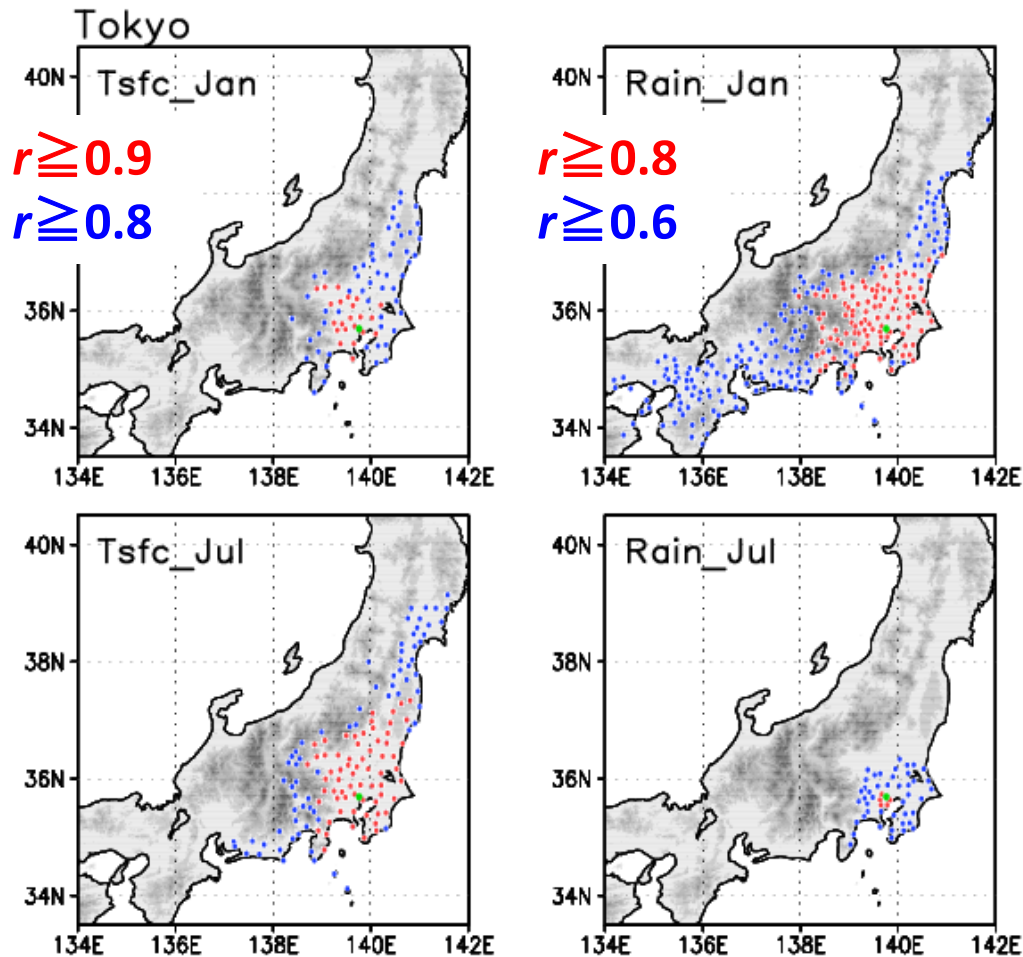 Tokyo
Tsfc_Jan
r≧0.9
r≧0.8
40N
36N
34N
134E 136E 138E 140E 142E
Rain_Jan
r≧0.8
r≧0.6
40N
36N
34N
134E 136E 138E 140E 142E
Tsfc_Jul
40N
38N
36N
34N
134E 136E 138E 140E 142E
Rain_Jul
40N
38N
36N
34N
134E 136E 138E 140E 142E